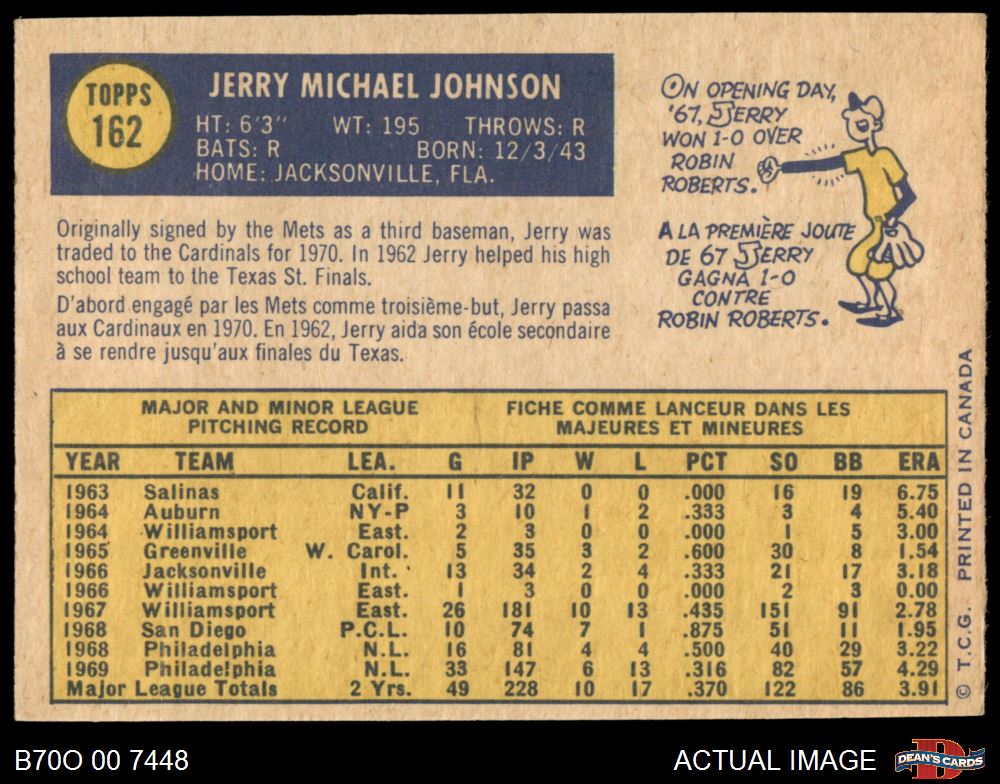 TOPPS
162
JERRY MICHAEL JOHNSON
HT: 6'3" WT: 195 THROWS: R
BATS: R BORN: 12/3/43
HOME: JACKSONVILLE, FLA.
Originally signed by the Mets as a third baseman, Jerry was
traded to the Cardinals for 1970. In 1962 Jerry helped his high
school team to the Texas St. Finals.
D'abord engagé par les Mets comme troisième-but, Jerry passa
aux Cardinaux en 1970. En 1962, Jerry aida son école secondaire
à se rendre jusqu'aux finales du Texas.
ON OPENING DAY,
'67, JERRY
WON 1-0 OVER
ROBIN
ROBERTS.
A LA PREMIÈRE JOUTE
DE 67 JERRY
GAGNA 1-0
CONTRE
ROBIN ROBERTS.
MAJOR AND MINOR LEAGUE
PITCHING RECORD
FICHE COMME LANCEUR DANS LES
MAJEURES ET MINEURES
YEAR TEAM LEA. G IP W L PCT SO BB ERA
1963 Salinas Calif. 11 32 0 0 .000 16 19 6.75
1964 Auburn NY-P 3 10 1 2 .333 3 4 5.40
1964 Williamsport East. 2 3 0 0 .000 1 5 3.00
1965 Greenville W. Carol. 5 35 3 2 .600 30 8 1.54
1966 Jacksonville Int. 13 34 2 4 .333 21 17 3.18
1966 Williamsport East. 1 3 0 0 .000 2 3 0.00
1967 Williamsport East. 26 181 10 13 .435 151 91 2.78
1968 San Diego P.C.L. 10 74 7 1 .875 51 11 1.95
1968 Philadelphia N.L. 16 81 4 4 .500 40 29 3.22
1969 Philadelphia N.L. 33 147 6 13 .316 82 57 4.29
Major League Totals 2 Yrs. 49 228 10 17 .370 122 86 3.91
© T.C.G. PRINTED IN CANADA
B70O 00 7448
ACTUAL IMAGE
D
DEAN'S CARDS